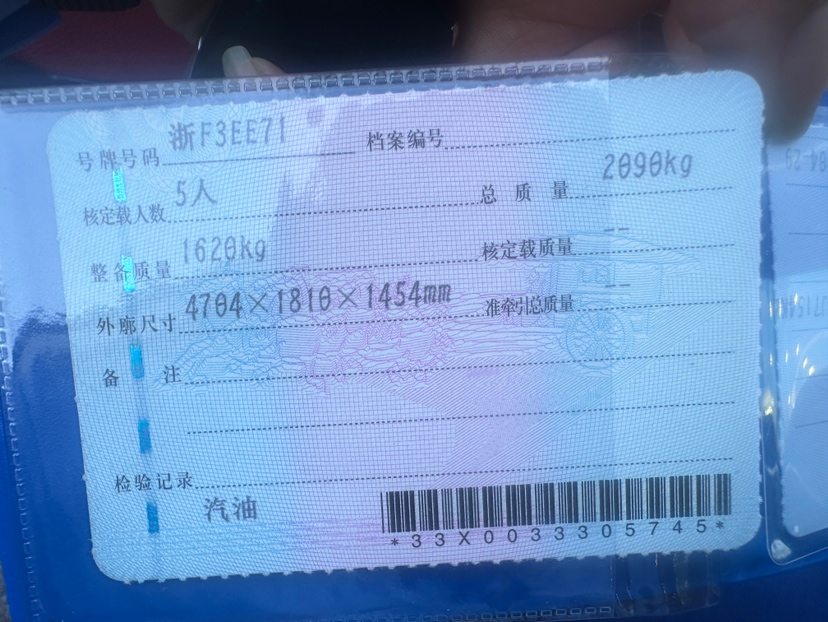 号牌号码 浙F3EE71 档案编号
核定载人数 5人 总质量 2090kg
整备质量 1620kg 核定载质量 --
外廓尺寸 4704×1810×1454mm 准牵引总质量 --
备注
检验记录
汽油
*33X0033305745*